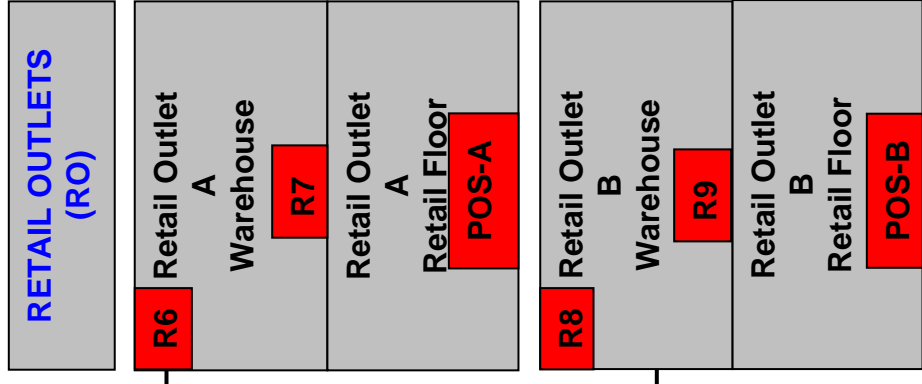 RETAIL OUTLETS
(RO)
R6
Retail Outlet
A
Warehouse
R7
Retail Outlet
A
Retail Floor
POS-A
R8
Retail Outlet
B
Warehouse
R9
Retail Outlet
B
Retail Floor
POS-B